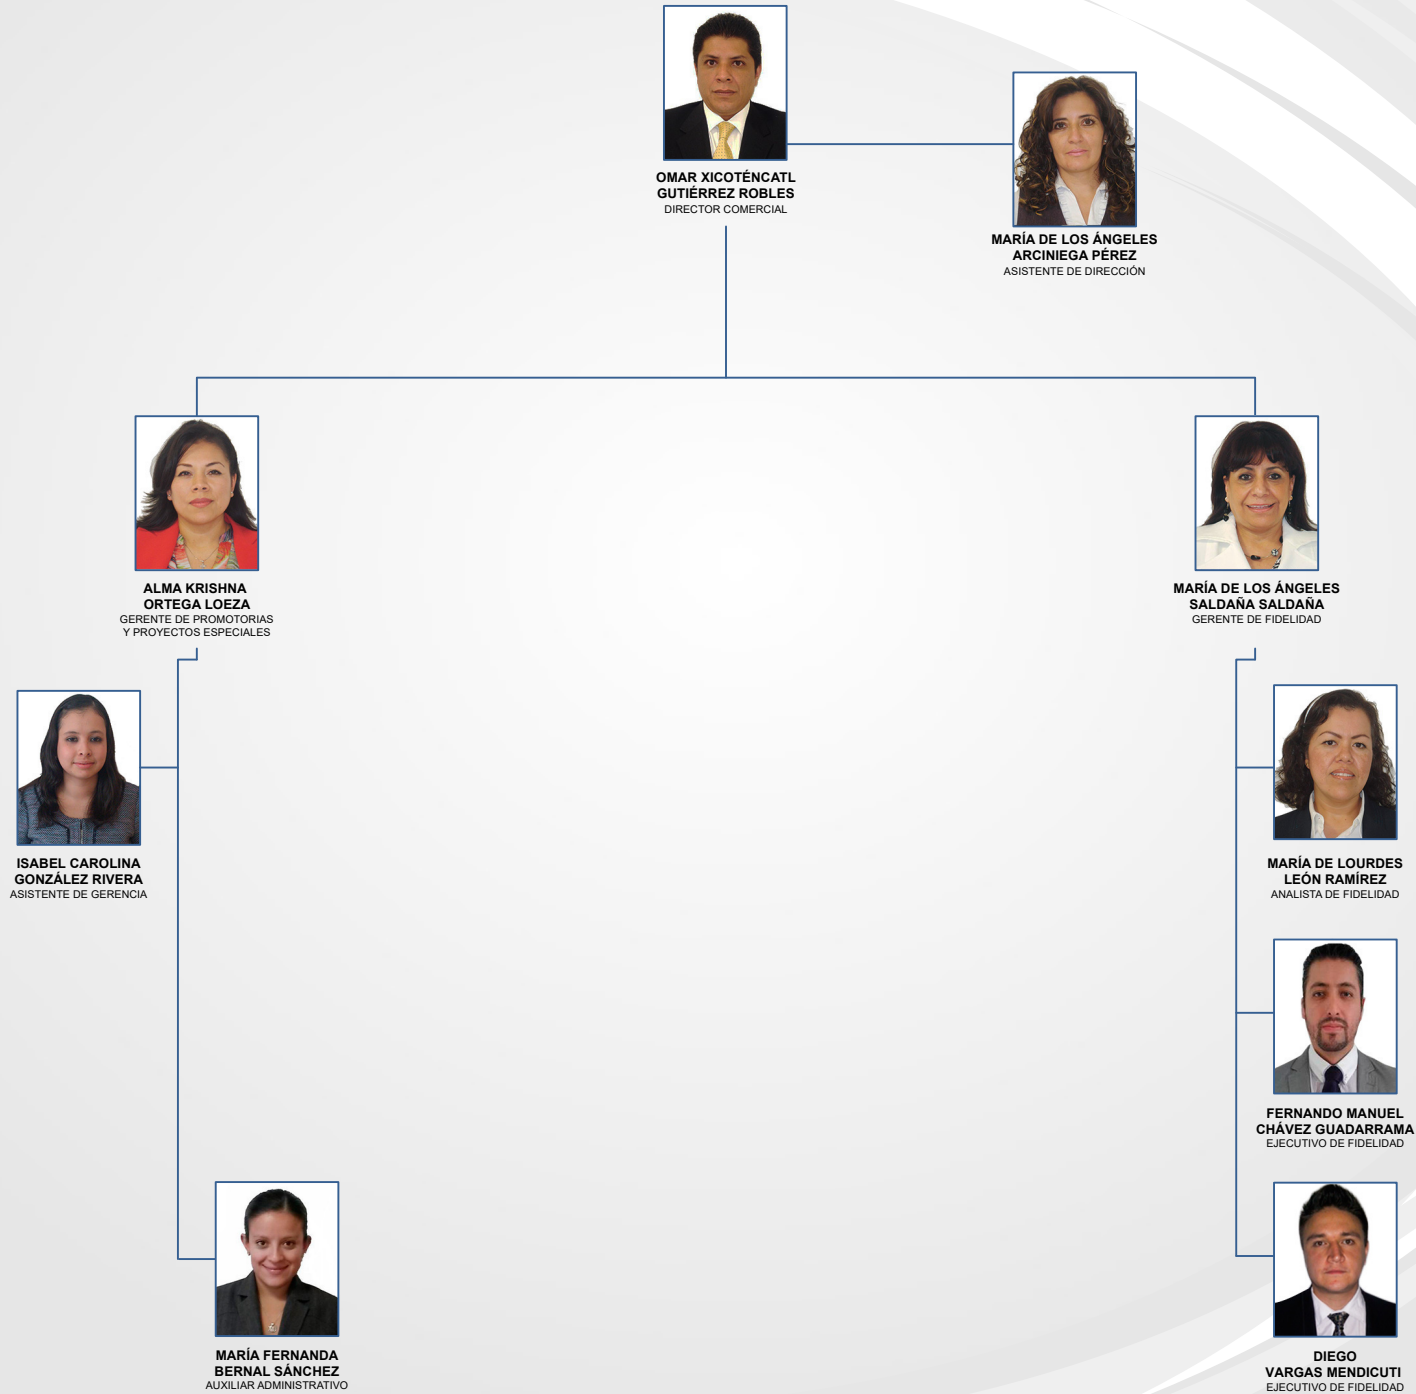 OMAR XICOTÉNCATL
GUTIÉRREZ ROBLES
DIRECTOR COMERCIAL
MARÍA DE LOS ÁNGELES
ARCINIEGA PÉREZ
ASISTENTE DE DIRECCIÓN
ALMA KRISHNA
ORTEGA LOEZA
GERENTE DE PROMOTORIAS
Y PROYECTOS ESPECIALES
MARÍA DE LOS ÁNGELES
SALDAÑA SALDAÑA
GERENTE DE FIDELIDAD
ISABEL CAROLINA
GONZÁLEZ RIVERA
ASISTENTE DE GERENCIA
MARÍA DE LOURDES
LEÓN RAMÍREZ
ANALISTA DE FIDELIDAD
FERNANDO MANUEL
CHÁVEZ GUADARRAMA
EJECUTIVO DE FIDELIDAD
MARÍA FERNANDA
BERNAL SÁNCHEZ
AUXILIAR ADMINISTRATIVO
DIEGO
VARGAS MENDICUTI
EJECUTIVO DE FIDELIDAD